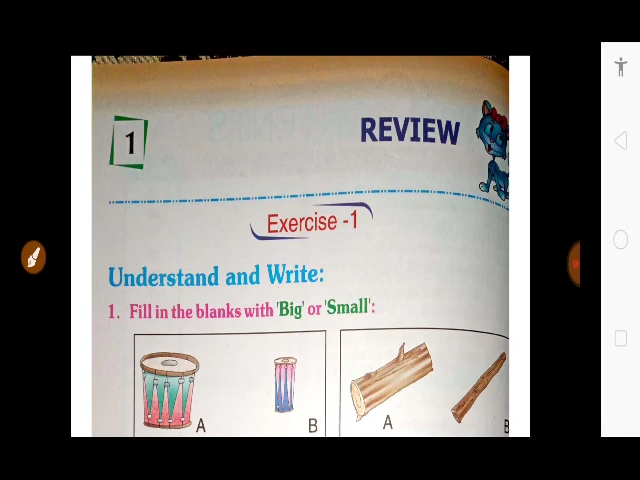 1
REVIEW
Exercise -1
Understand and Write:
1. Fill in the blanks with 'Big' or 'Small':
A B A B